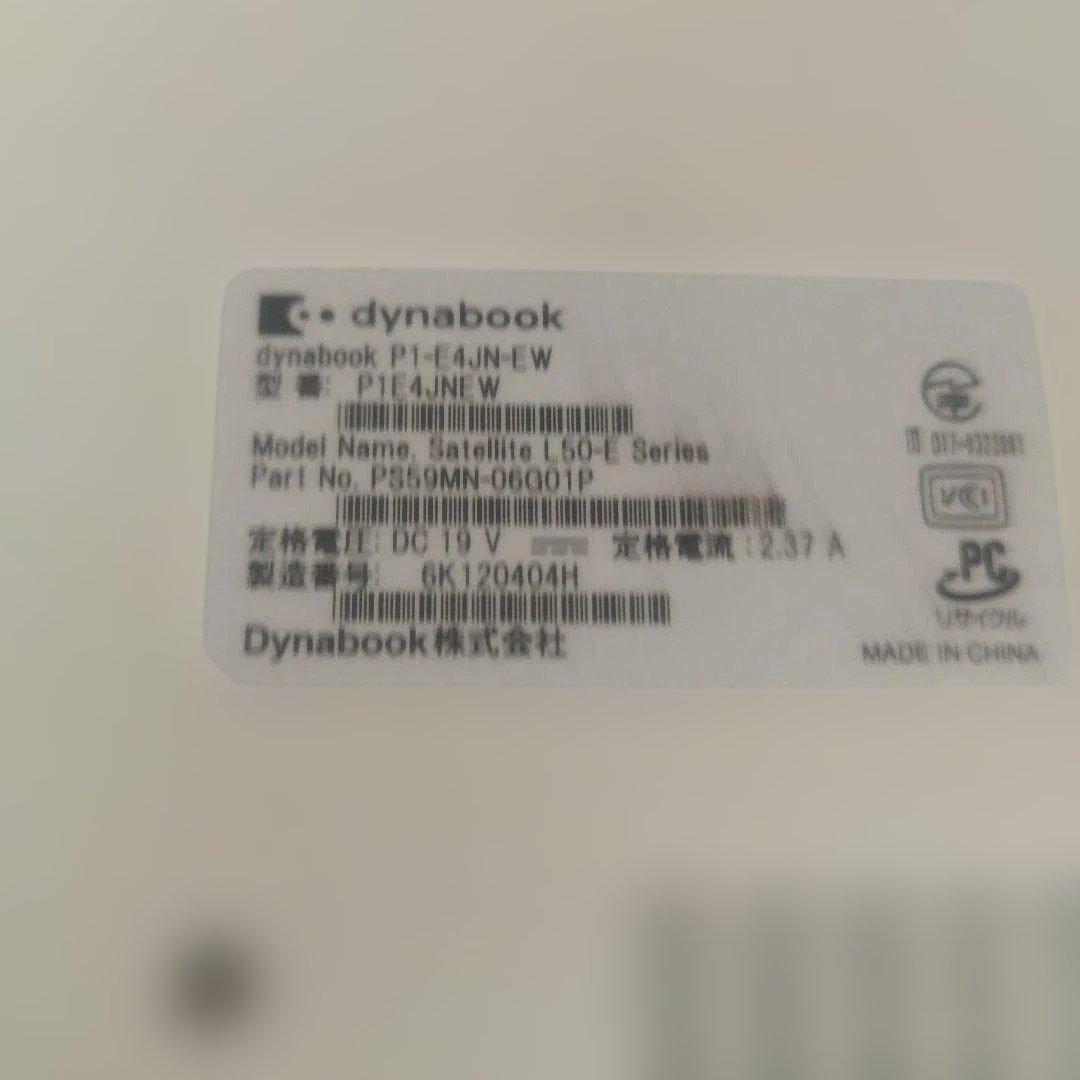 dynabook
dynabook P1-E4JN-EW
型 番: P1E4JNEW
Model Name. Satellite L50-E Series
Part No. PS59MN-06G01P
定格電圧: DC 19 V 定格電流:2.37 A
製造番号: 6K120404H
Dynabook株式会社
VCCI
PC
リサイクル
MADE IN CHINA